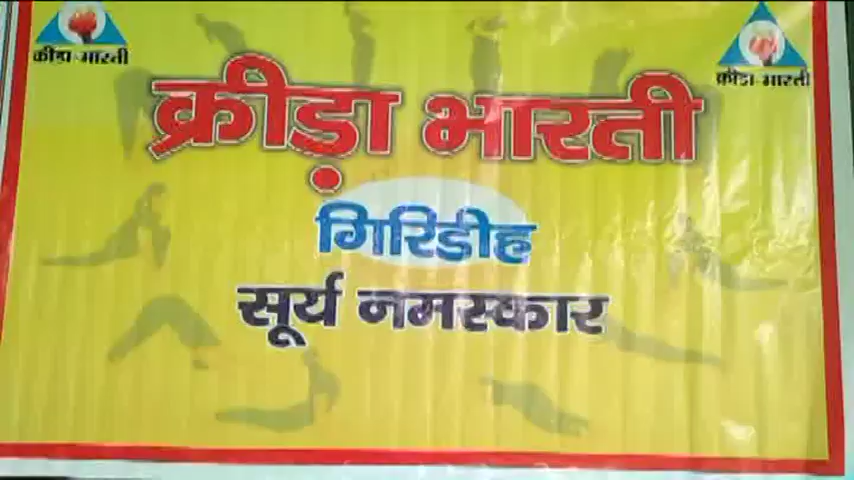 क्रीड़ा-भारती
क्रीडा-भारती
क्रीड़ा भारती
गिरिडीह
सूर्य नमस्कार